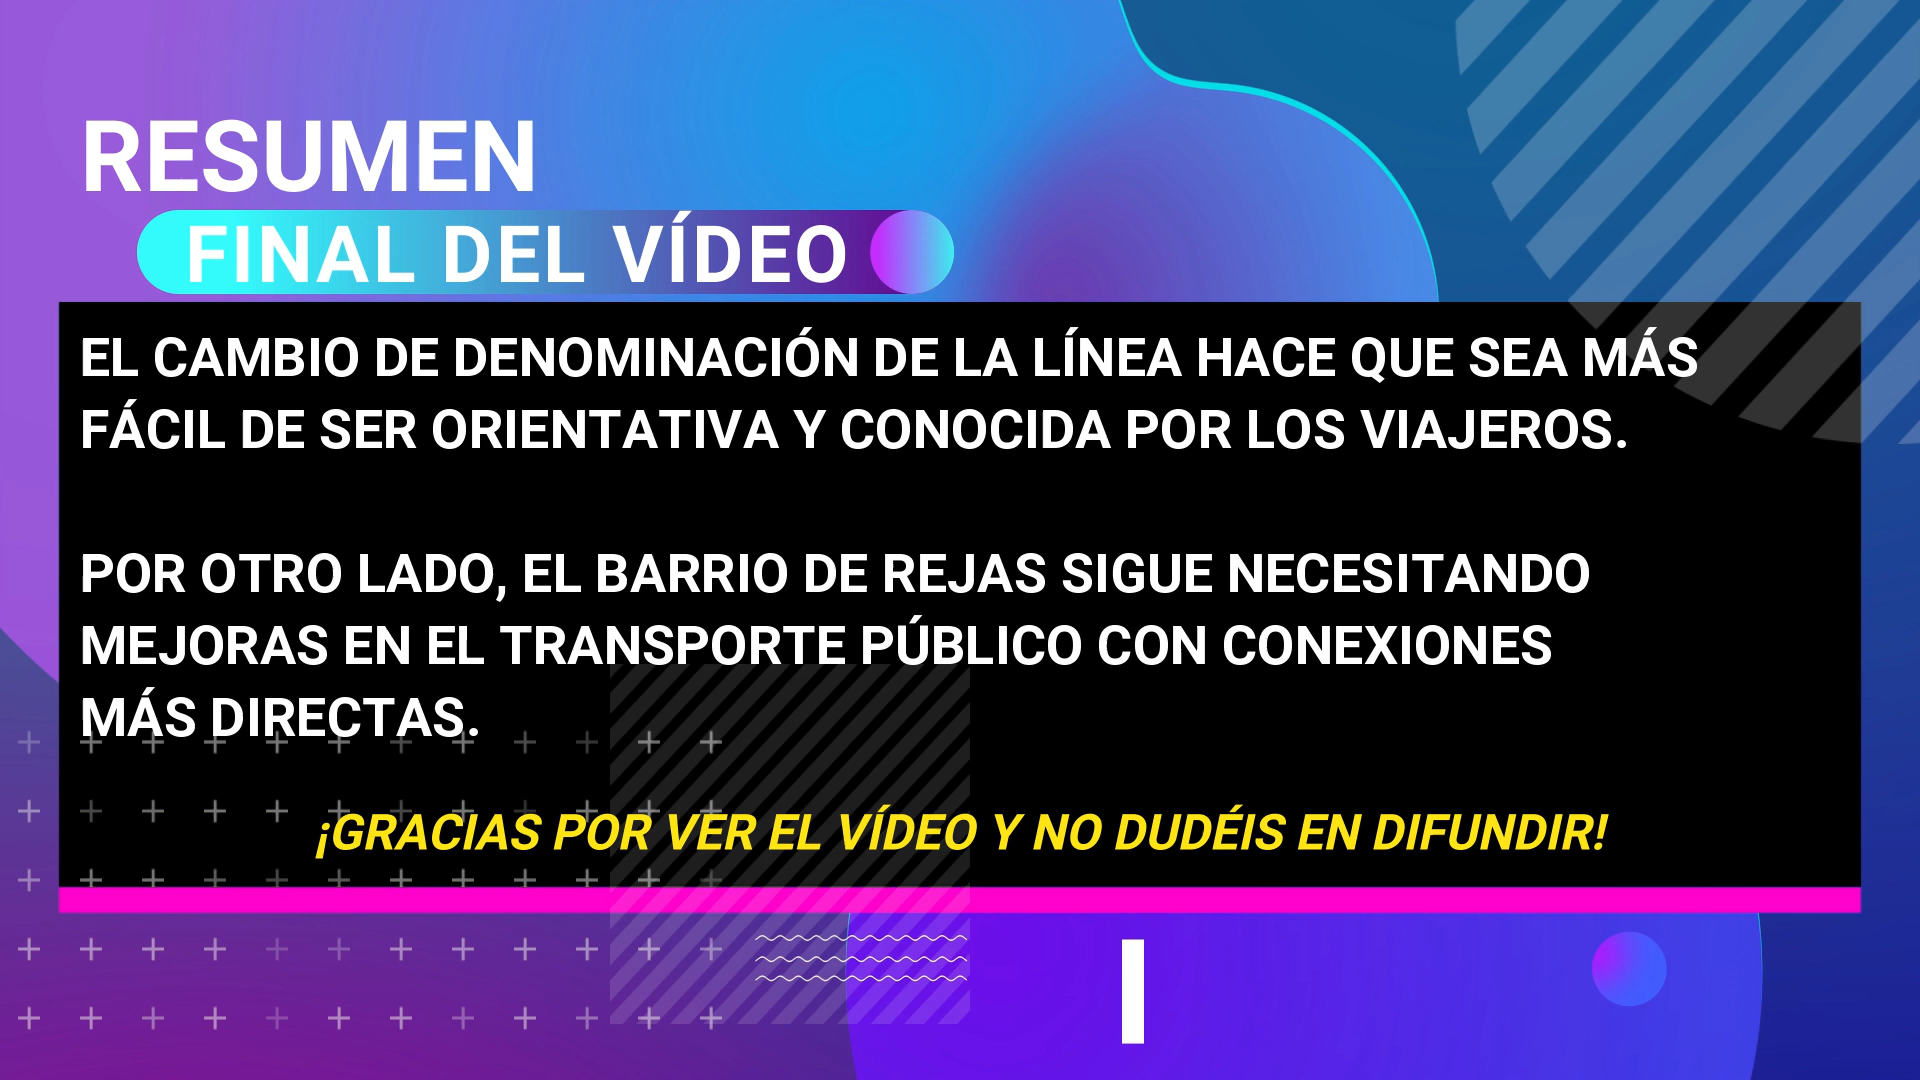 RESUMEN
FINAL DEL VÍDEO
EL CAMBIO DE DENOMINACIÓN DE LA LÍNEA HACE QUE SEA MÁS
FÁCIL DE SER ORIENTATIVA Y CONOCIDA POR LOS VIAJEROS.
POR OTRO LADO, EL BARRIO DE REJAS SIGUE NECESITANDO
MEJORAS EN EL TRANSPORTE PÚBLICO CON CONEXIONES
MÁS DIRECTAS.
¡GRACIAS POR VER EL VÍDEO Y NO DUDÉIS EN DIFUNDIR!